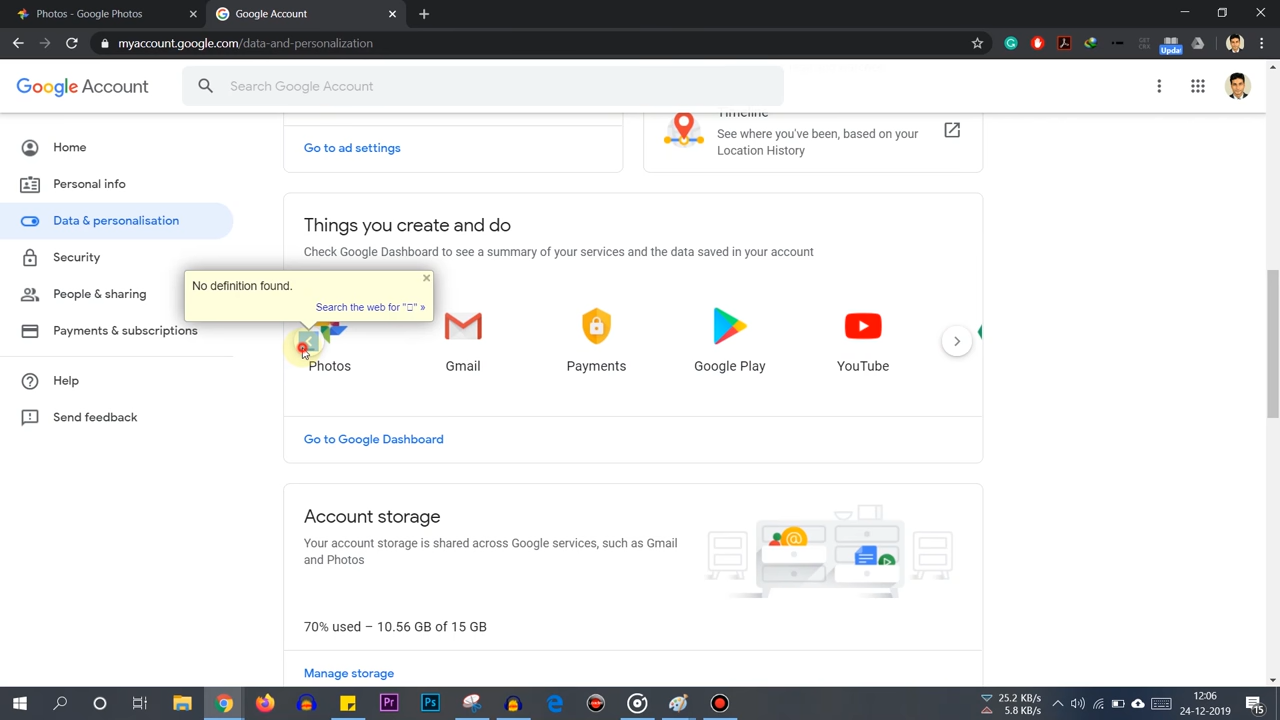 Photos - Google Photos
Google Account
myaccount.google.com/data-and-personalization
GET
CRX
Updat
Google Account
Search Google Account
Home
Personal info
Data & personalisation
Security
People & sharing
Payments & subscriptions
Help
Send feedback
Go to ad settings
Timeline
See where you've been, based on your
Location History
Things you create and do
Check Google Dashboard to see a summary of your services and the data saved in your account
No definition found.
Search the web for "▯" »
Photos
Gmail
Payments
Google Play
YouTube
Go to Google Dashboard
Account storage
Your account storage is shared across Google services, such as Gmail
and Photos
70% used – 10.56 GB of 15 GB
Manage storage
Pr
Ps
25.2 KB/s
5.8 KB/s
12:06
24-12-2019
15